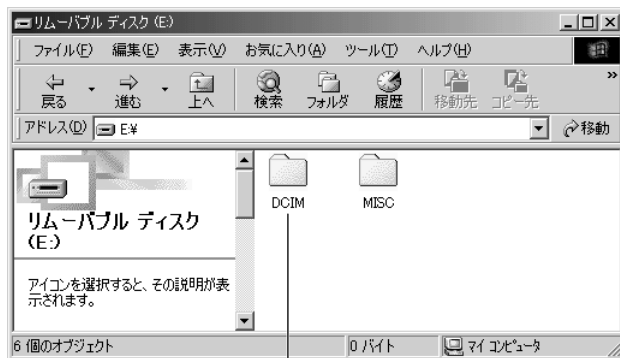 リムーバブル ディスク (E:)
ファイル(F) 編集(E) 表示(V) お気に入り(A) ツール(T) ヘルプ(H)
戻る 進む 上へ 検索 フォルダ 履歴 移動先 コピー先 »
アドレス(D) E:¥ 移動
リムーバブル ディスク
(E:)
アイコンを選択すると、その説明が表
示されます。
DCIM MISC
6 個のオブジェクト 0 バイト マイ コンピュータ